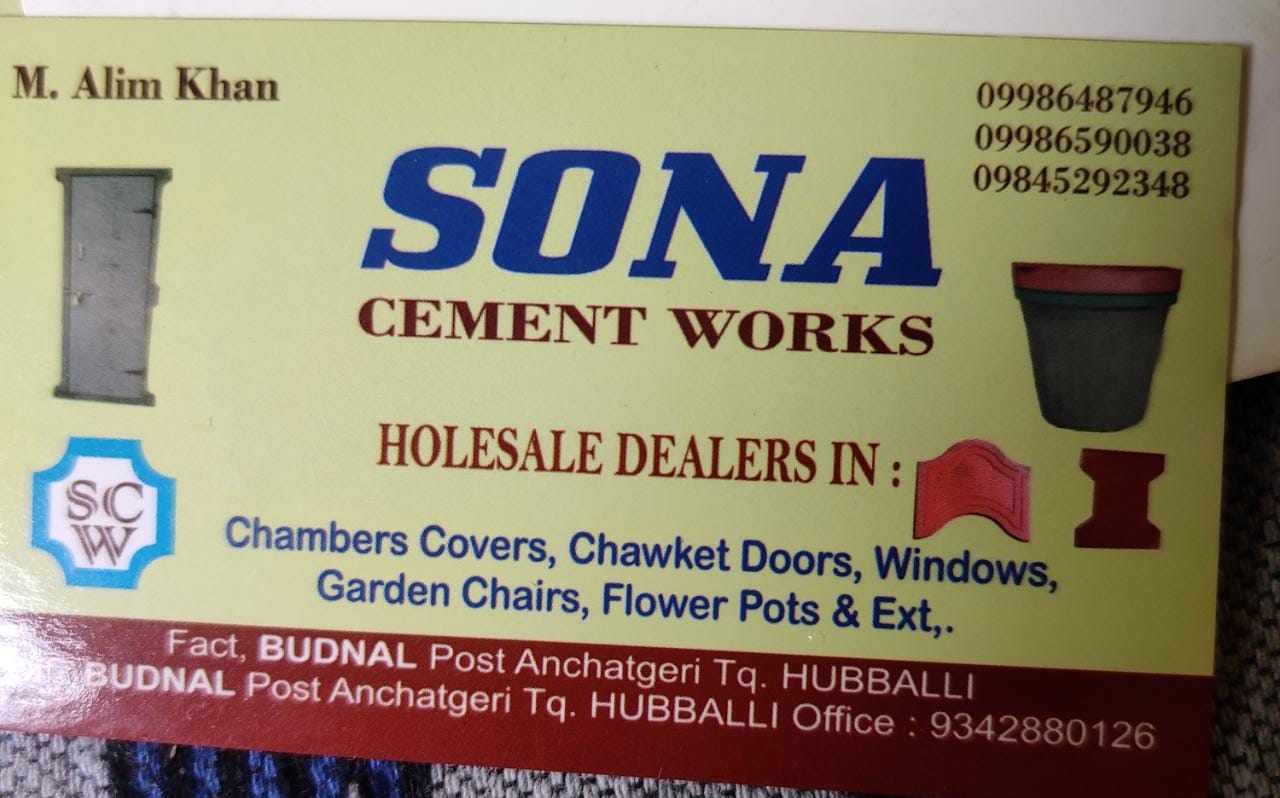 M. Alim Khan
09986487946
09986590038
09845292348
SONA
CEMENT WORKS
HOLESALE DEALERS IN :
SCW
Chambers Covers, Chawket Doors, Windows,
Garden Chairs, Flower Pots & Ext,.
Fact, BUDNAL Post Anchatgeri Tq. HUBBALLI
BUDNAL Post Anchatgeri Tq. HUBBALLI Office : 9342880126